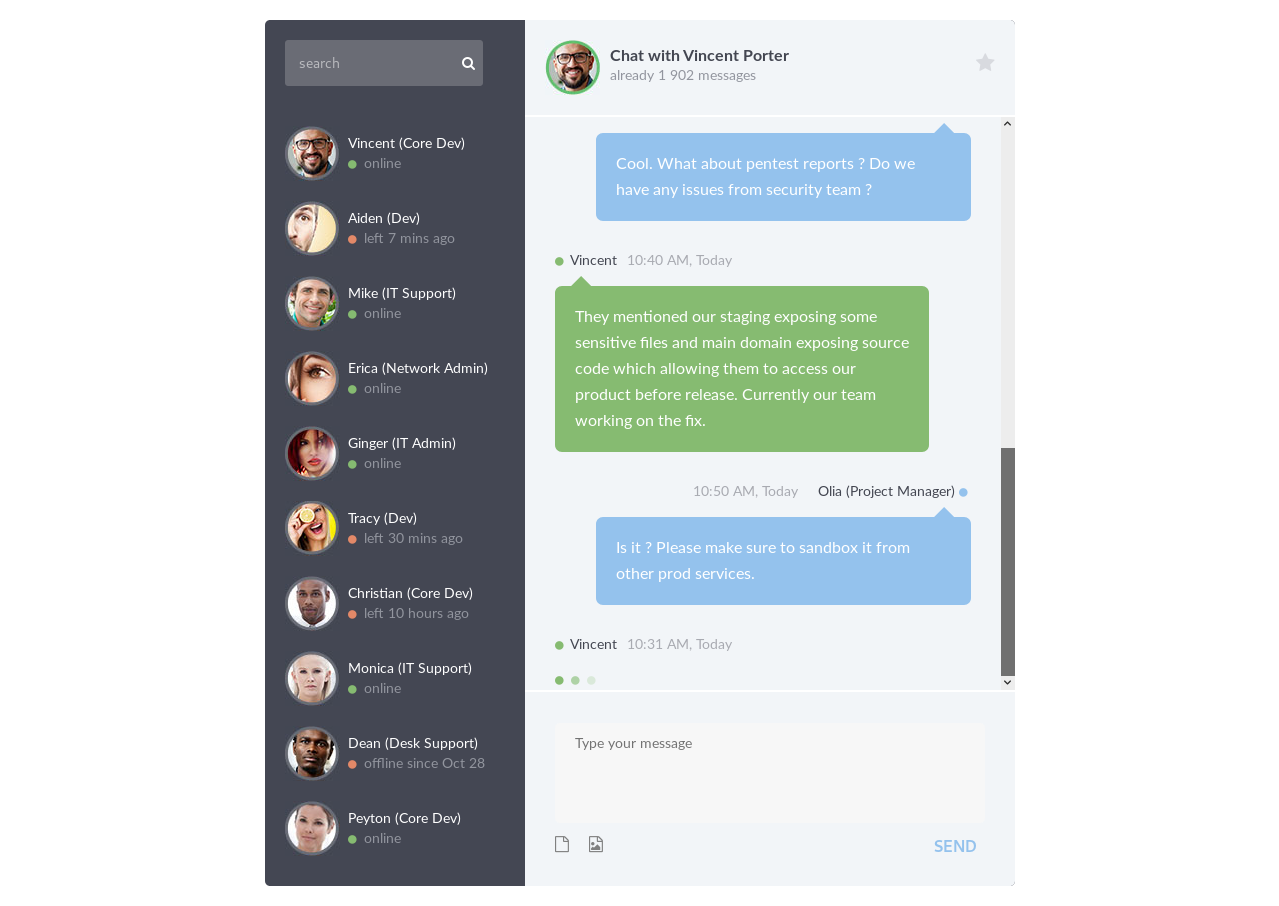 search
Vincent (Core Dev)
online
Aiden (Dev)
left 7 mins ago
Mike (IT Support)
online
Erica (Network Admin)
online
Ginger (IT Admin)
online
Tracy (Dev)
left 30 mins ago
Christian (Core Dev)
left 10 hours ago
Monica (IT Support)
online
Dean (Desk Support)
offline since Oct 28
Peyton (Core Dev)
online
Chat with Vincent Porter
already 1 902 messages
Cool. What about pentest reports ? Do we
have any issues from security team ?
Vincent 10:40 AM, Today
They mentioned our staging exposing some
sensitive files and main domain exposing source
code which allowing them to access our
product before release. Currently our team
working on the fix.
10:50 AM, Today Olia (Project Manager)
Is it ? Please make sure to sandbox it from
other prod services.
Vincent 10:31 AM, Today
Type your message
SEND